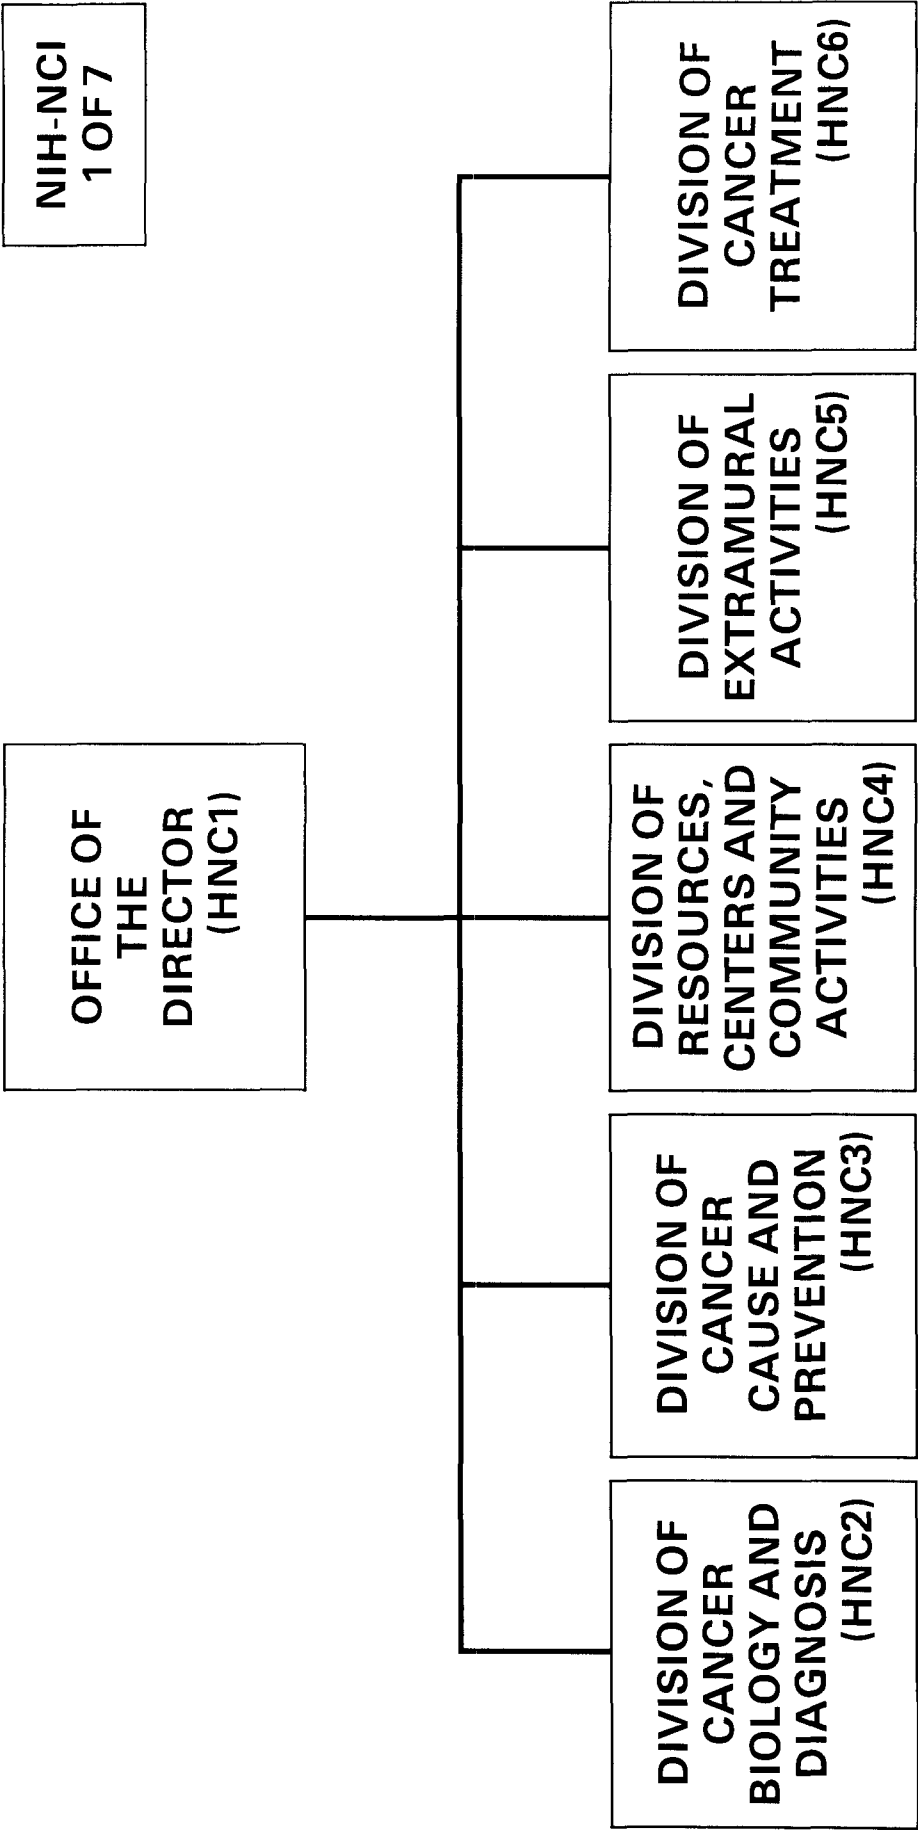 NIH-NCI
1 OF 7
OFFICE OF
THE
DIRECTOR
(HNC1)
DIVISION OF
CANCER
BIOLOGY AND
DIAGNOSIS
(HNC2)
DIVISION OF
CANCER
CAUSE AND
PREVENTION
(HNC3)
DIVISION OF
RESOURCES,
CENTERS AND
COMMUNITY
ACTIVITIES
(HNC4)
DIVISION OF
EXTRAMURAL
ACTIVITIES
(HNC5)
DIVISION OF
CANCER
TREATMENT
(HNC6)